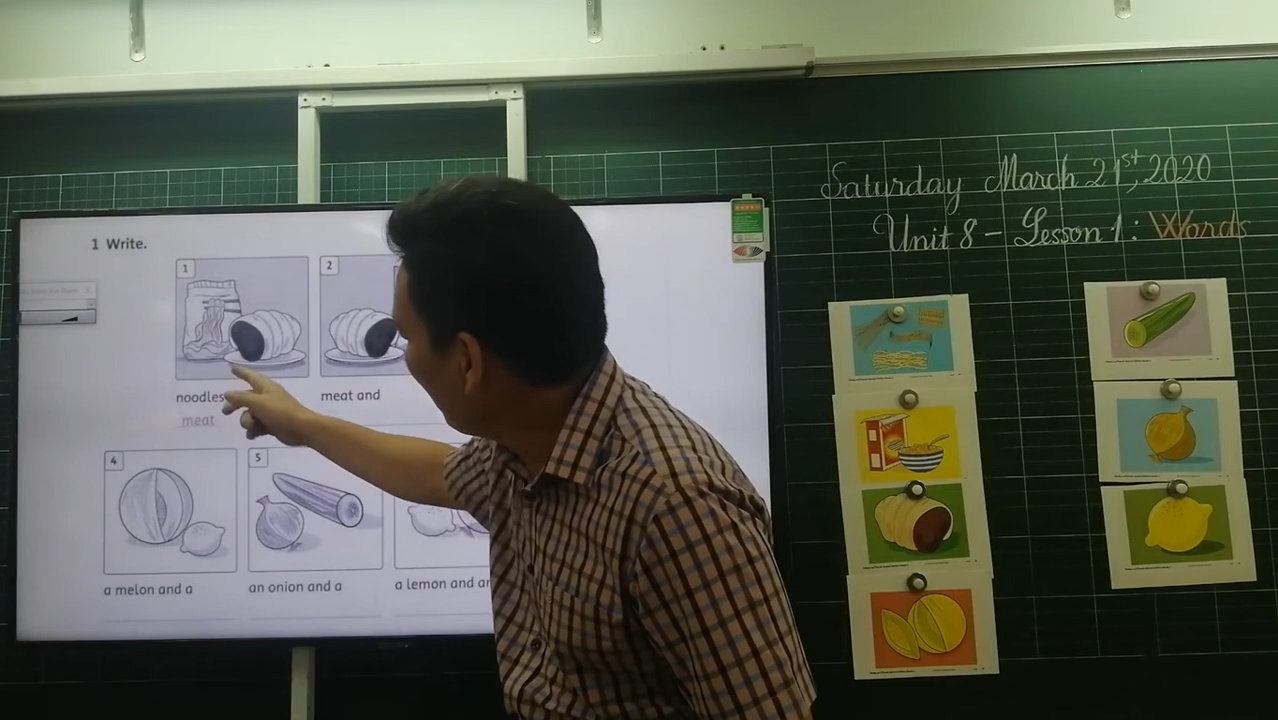 Saturday March 21st, 2020
Unit 8 - Lesson 1: Words
1 Write.
1
2
noodles
meat and
meat
4
5
a melon and a
an onion and a
a lemon and an